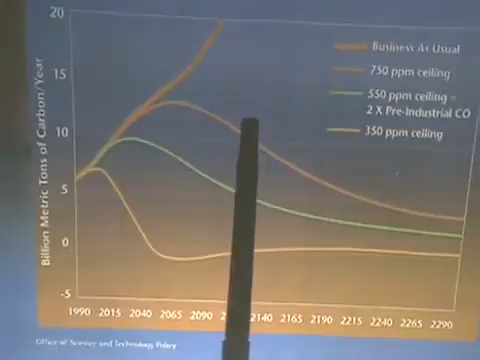 20
15
10
5
0
-5
Billion Metric Tons of Carbon/Year
Business As Usual
750 ppm ceiling
550 ppm ceiling =
2 X Pre-Industrial CO
350 ppm ceiling
1990 2015 2040 2065 2090 2140 2165 2190 2215 2240 2265 2290
Office of Science and Technology Policy